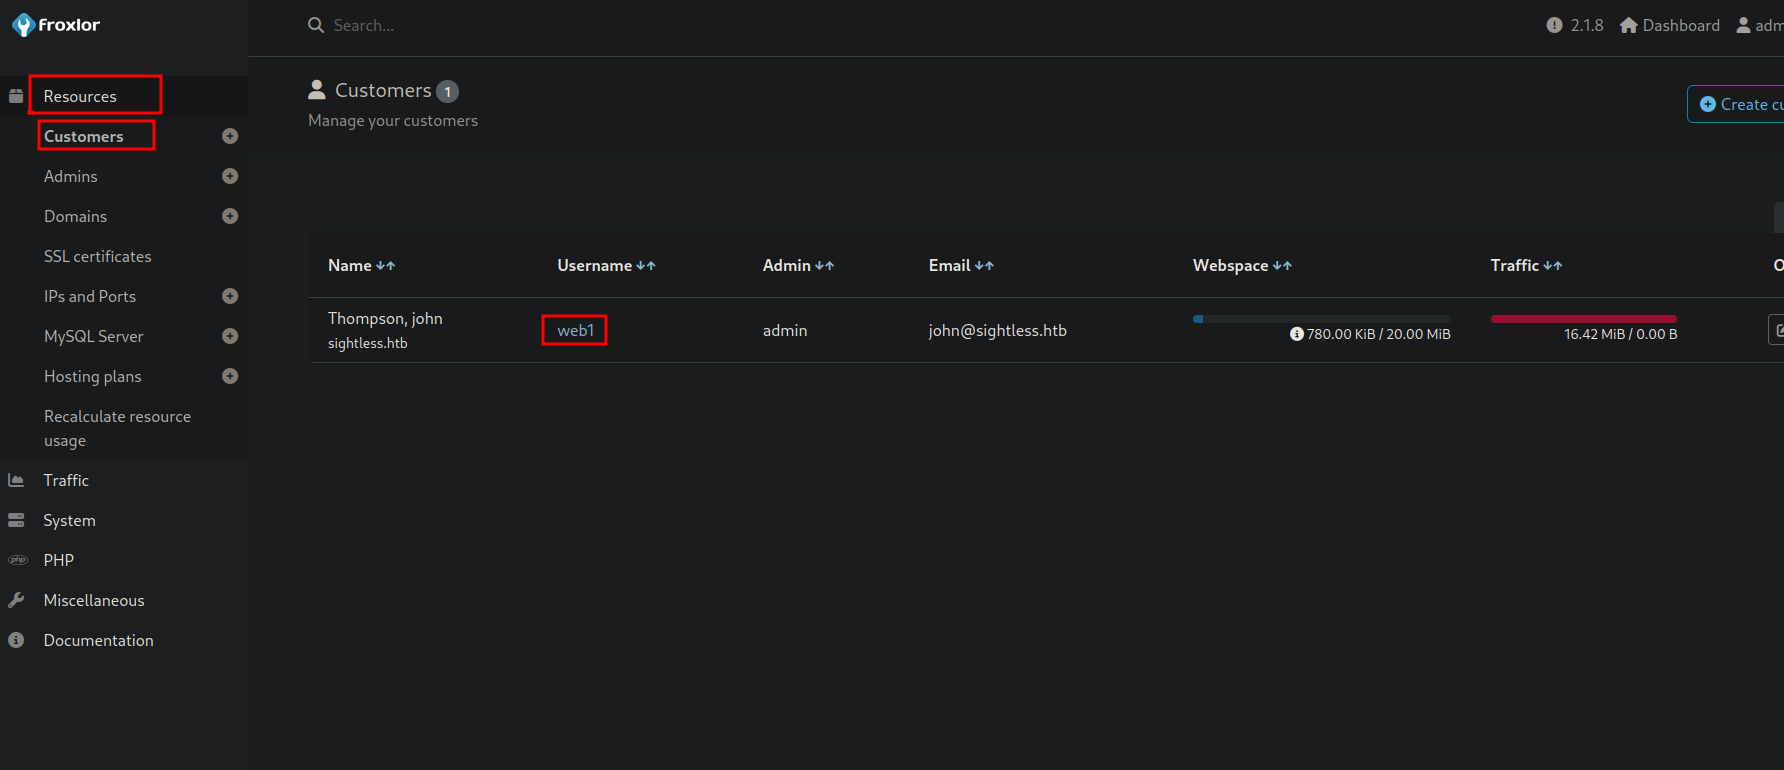 froxlor
Search...
2.1.8
Dashboard
Resources
Customers
Admins
Domains
SSL certificates
IPs and Ports
MySQL Server
Hosting plans
Recalculate resource
usage
Traffic
System
php
PHP
Miscellaneous
Documentation
Customers 1
Manage your customers
Create
Name
Username
Admin
Email
Webspace
Traffic
Thompson, john
sightless.htb
web1
admin
john@sightless.htb
780.00 KiB / 20.00 MiB
16.42 MiB / 0.00 B